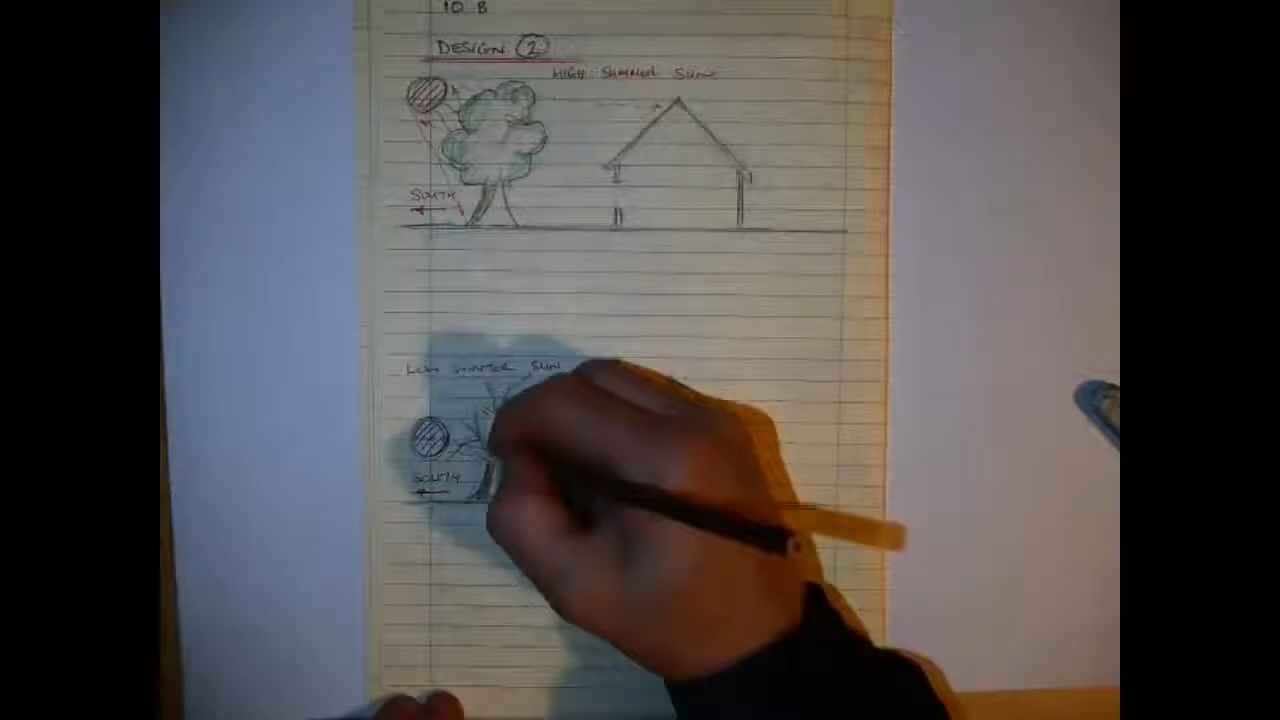 10 B
DESIGN 2
HIGH SUMMER SUN
SOUTH
LOW WINTER SUN
SOUTH